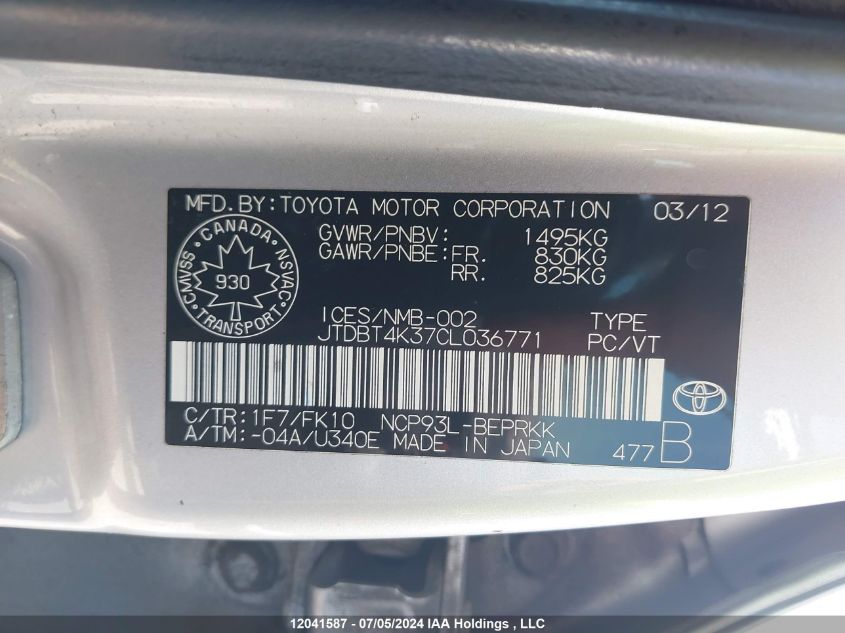 MFD.BY:TOYOTA MOTOR CORPORATION 03/12
GVWR/PNBV: 1495KG
GAWR/PNBE:FR. 830KG
RR. 825KG
CANADA
CMVSS 930 NSVAC
TRANSPORT
ICES/NMB-002 TYPE
JTDBT4K37CL036771 PC/VT
C/TR:1F7/FK10 NCP93L-BEPRKK
A/TM:-04A/U340E MADE IN JAPAN 477 B
12041587 - 07/05/2024 IAA Holdings , LLC